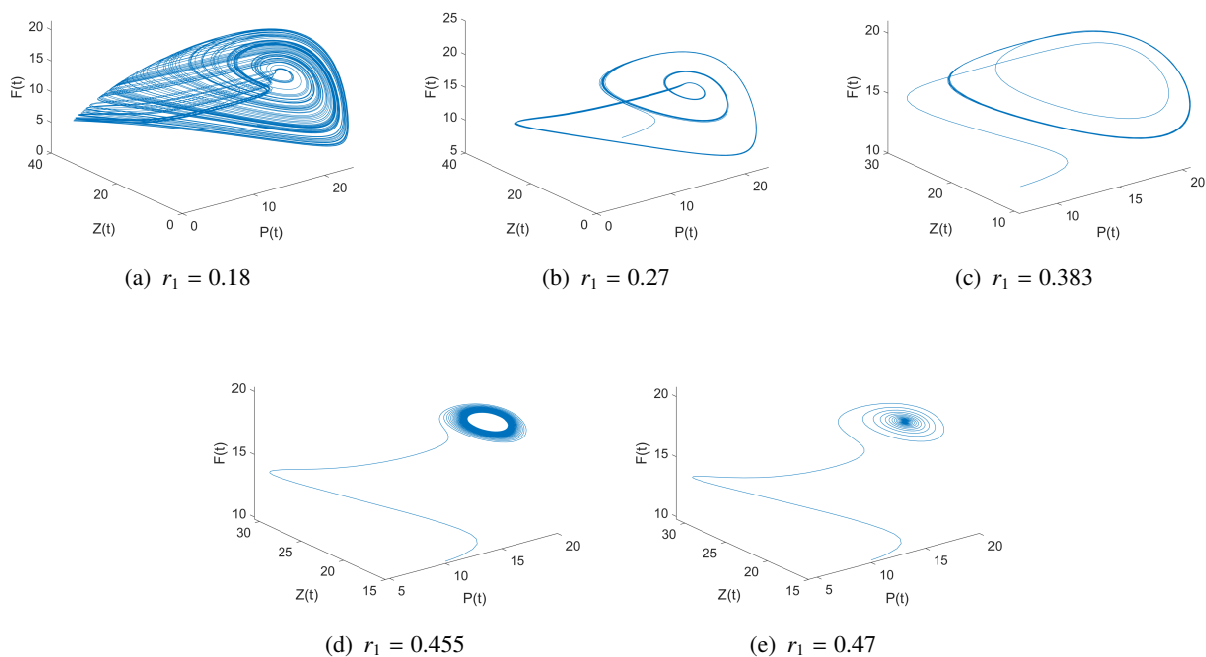 F(t)
20
15
10
5
0
40
20
0
Z(t)
0
10
20
P(t)
(a) r₁ = 0.18
F(t)
25
20
15
10
5
40
20
0
Z(t)
0
10
20
P(t)
(b) r₁ = 0.27
F(t)
20
15
10
30
20
10
Z(t)
10
15
20
P(t)
(c) r₁ = 0.383
F(t)
20
15
10
30
25
20
15
Z(t)
5
10
15
20
P(t)
(d) r₁ = 0.455
F(t)
20
15
10
30
25
20
15
Z(t)
5
10
15
20
P(t)
(e) r₁ = 0.47